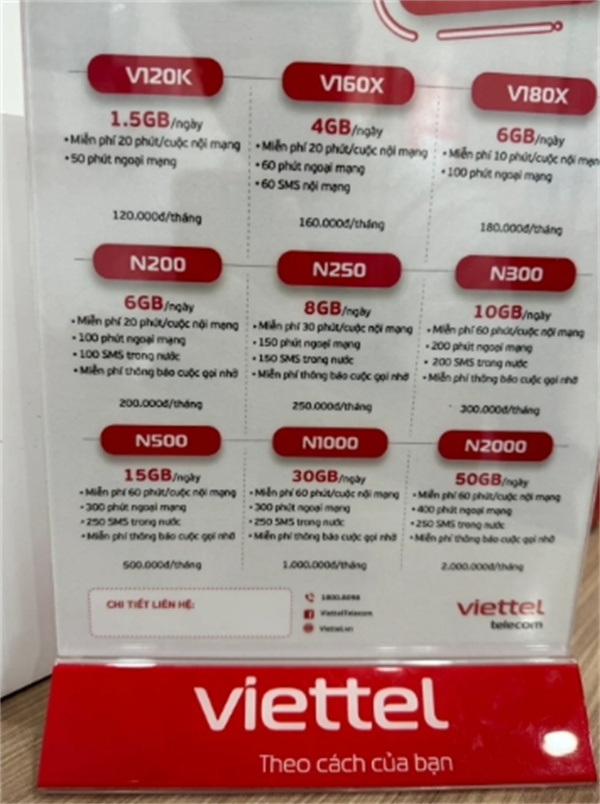 V120K
1.5GB/ngày
• Miễn phí 20 phút/cuộc nội mạng
• 50 phút ngoại mạng
120.000đ/tháng
V160X
4GB/ngày
• Miễn phí 20 phút/cuộc nội mạng
• 60 phút ngoại mạng
• 60 SMS nội mạng
160.000đ/tháng
V180X
6GB/ngày
• Miễn phí 10 phút/cuộc nội mạn
• 100 phút ngoại mạng
180.000đ/tháng
N200
6GB/ngày
• Miễn phí 20 phút/cuộc nội mạng
• 100 phút ngoại mạng
• 100 SMS trong nước
• Miễn phí thông báo cuộc gọi nhỡ
200.000đ/tháng
N250
8GB/ngày
• Miễn phí 30 phút/cuộc nội mạng
• 150 phút ngoại mạng
• 150 SMS trong nước
• Miễn phí thông báo cuộc gọi nhỡ
250.000đ/tháng
N300
10GB/ngày
• Miễn phí 60 phút/cuộc nội mạng
• 200 phút ngoại mạng
• 200 SMS trong nước
• Miễn phí thông báo cuộc gọi nhỡ
300.000đ/tháng
N500
15GB/ngày
• Miễn phí 60 phút/cuộc nội mạng
• 300 phút ngoại mạng
• 250 SMS trong nước
• Miễn phí thông báo cuộc gọi nhỡ
500.000đ/tháng
N1000
30GB/ngày
• Miễn phí 60 phút/cuộc nội mạng
• 300 phút ngoại mạng
• 250 SMS trong nước
• Miễn phí thông báo cuộc gọi nhỡ
1.000.000đ/tháng
N2000
50GB/ngày
• Miễn phí 60 phút/cuộc nội mạng
• 400 phút ngoại mạng
• 250 SMS trong nước
• Miễn phí thông báo cuộc gọi nhỡ
2.000.000đ/tháng
CHI TIẾT LIÊN HỆ:
1800.8098
ViettelTelecom
Viettel.vn
viettel
telecom
viettel
Theo cách của bạn